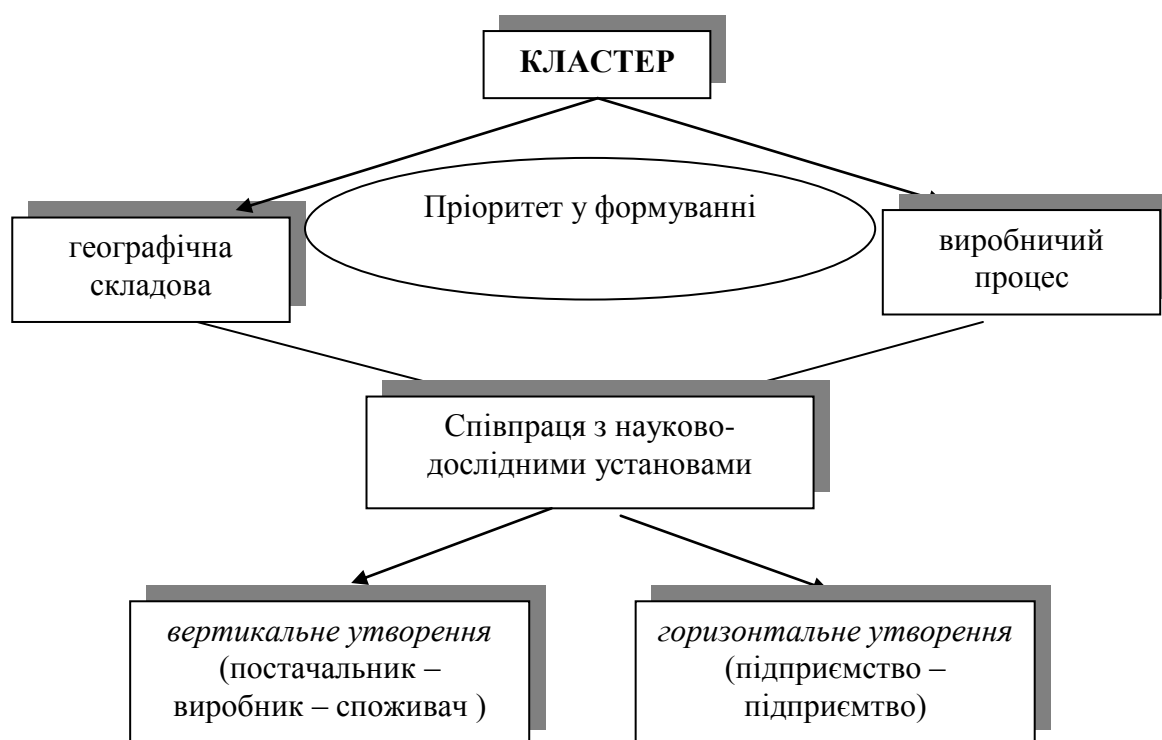 КЛАСТЕР
Пріоритет у формуванні
географічна
складова
виробничий
процес
Співпраця з науково-
дослідними установами
вертикальне утворення
(постачальник –
виробник – споживач )
горизонтальне утворення
(підприємство –
підприємтво)